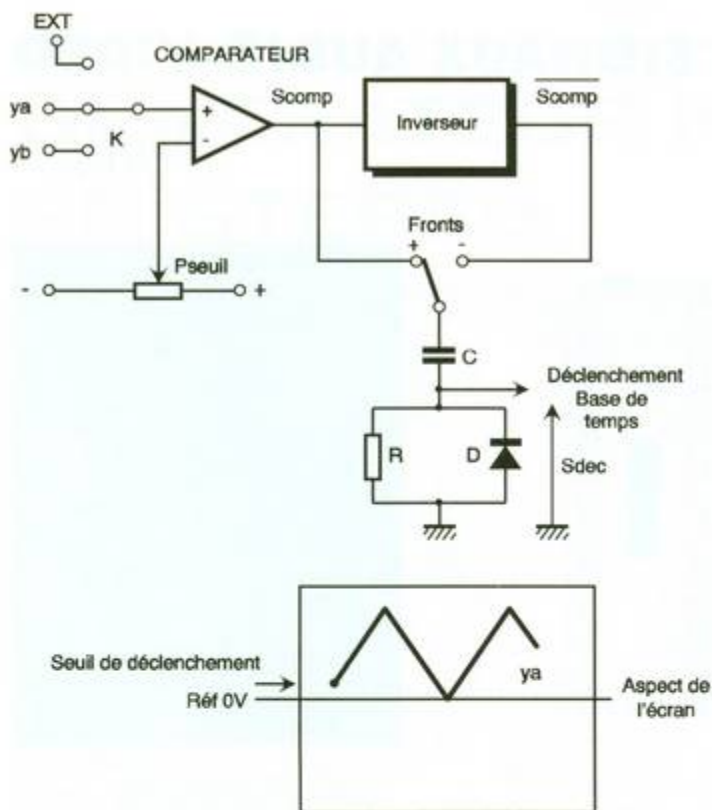 EXT
COMPARATEUR
ya
yb
K
+
-
Scomp
Inverseur
Scomp
Fronts
+ -
Pseuil
- +
C
Déclenchement
Base de
temps
R
D
Sdec
Seuil de déclenchement
Réf 0V
ya
Aspect de
l'écran